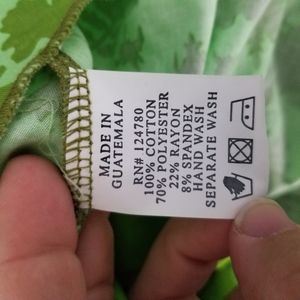 MADE IN
GUATEMALA
RN# 124780
100% COTTON
70% POLYESTER
22% RAYON
8% SPANDEX
HAND WASH
SEPARATE WASH